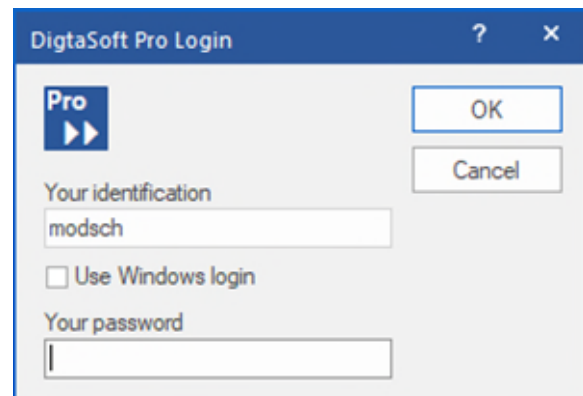 DigtaSoft Pro Login ? ×
Pro
OK
Cancel
Your identification
modsch
Use Windows login
Your password